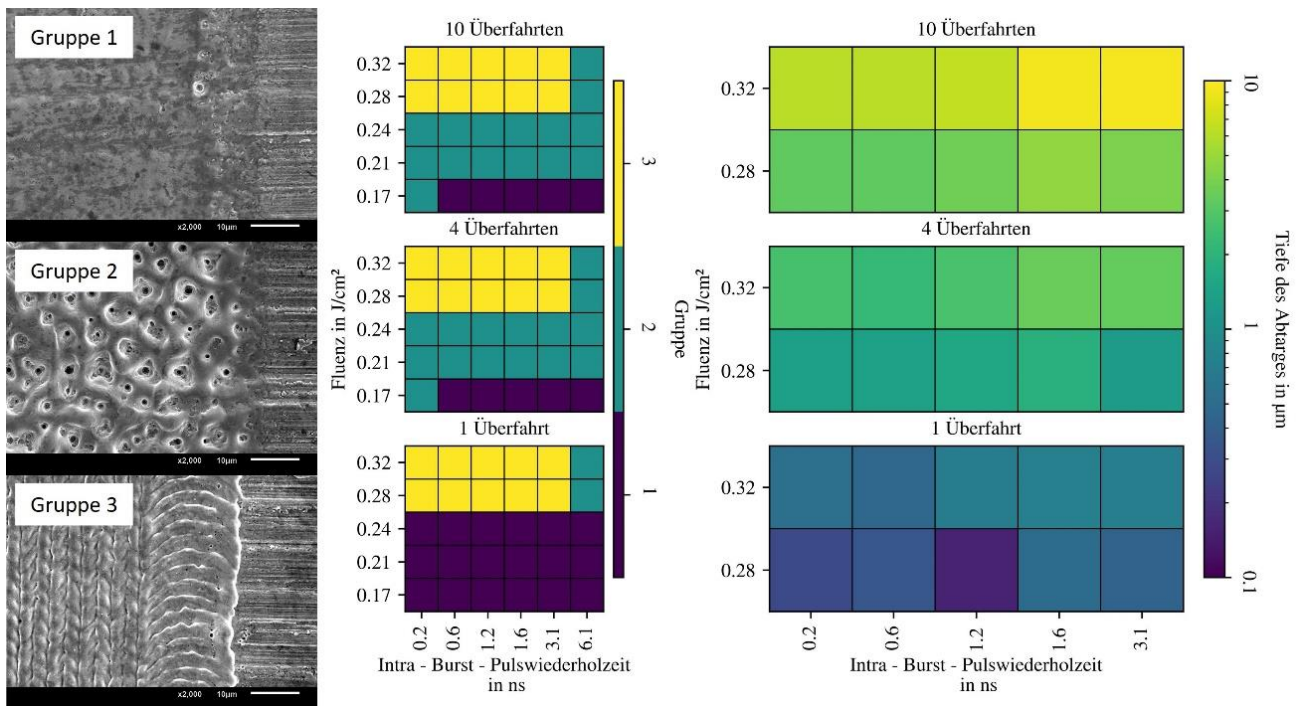 Gruppe 1
x2,000 10µm
Gruppe 2
x2,000 10µm
Gruppe 3
x2,000 10µm
10 Überfahrten
0.32
0.28
0.24
0.21
0.17
4 Überfahrten
0.32
0.28
0.24
0.21
0.17
1 Überfahrt
0.32
0.28
0.24
0.21
0.17
Fluenz in J/cm²
0.2 0.6 1.2 1.6 3.1 6.1
Intra - Burst - Pulswiederholzeit
in ns
3
2
1
Gruppe
10 Überfahrten
0.32
0.28
4 Überfahrten
0.32
0.28
1 Überfahrt
0.32
0.28
Fluenz in J/cm²
0.2 0.6 1.2 1.6 3.1
Intra - Burst - Pulswiederholzeit
in ns
10
1
0.1
Tiefe des Abtarges in µm